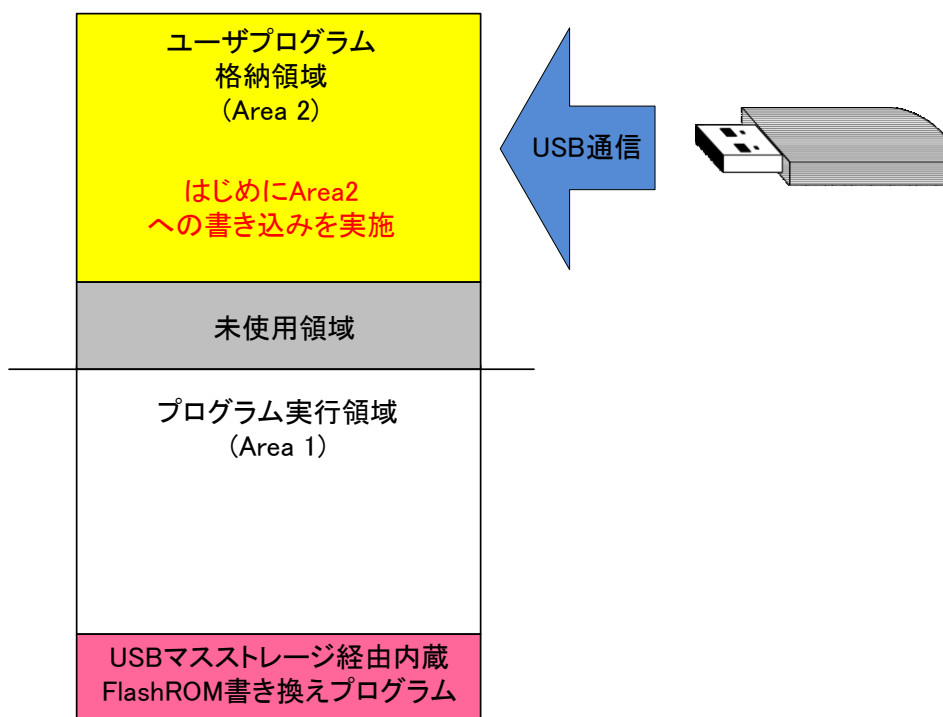 ユーザプログラム
格納領域
(Area 2)
はじめにArea2
への書き込みを実施
USB通信
未使用領域
プログラム実行領域
(Area 1)
USBマスストレージ経由内蔵
FlashROM書き換えプログラム